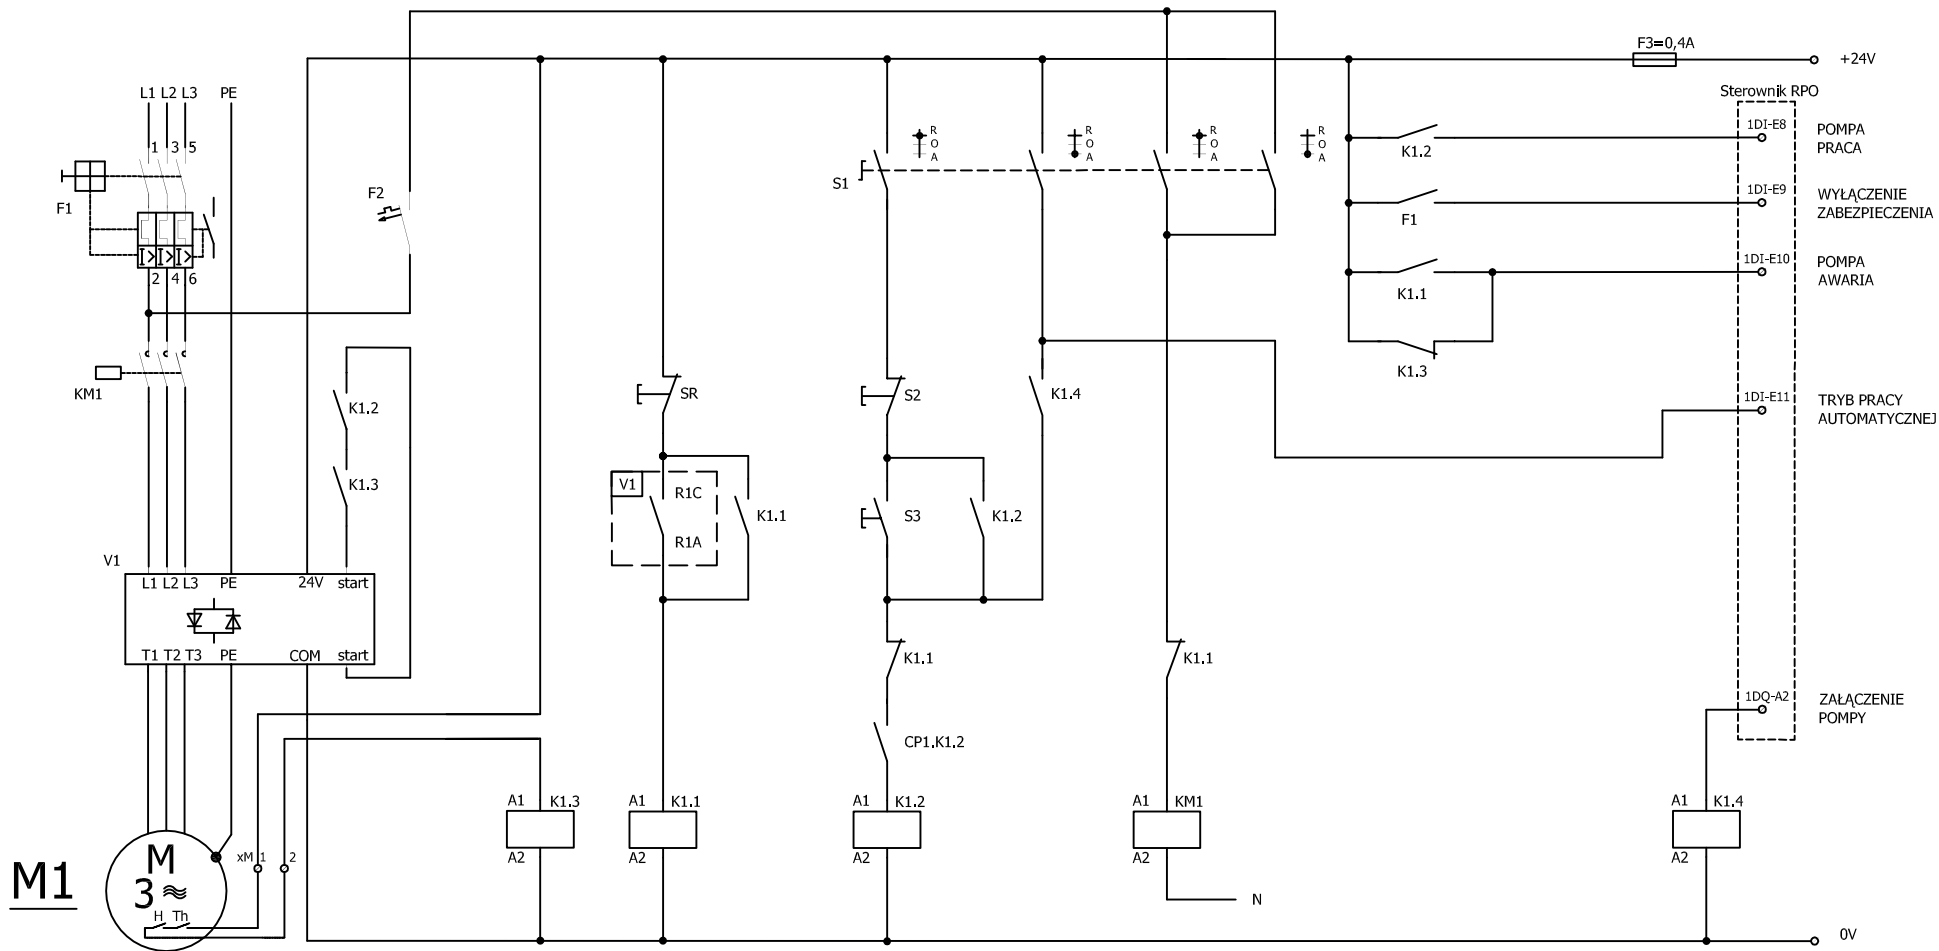 F3=0,4A
+24V
L1 L2 L3 PE
Sterownik RPO
1 3 5
R
O
A
R
O
A
R
O
A
R
O
A
1DI-E8
POMPA
PRACA
K1.2
F1
F2
S1
1DI-E9
WYŁĄCZENIE
ZABEZPIECZENIA
F1
I> I> I>
2 4 6
1DI-E10
POMPA
AWARIA
K1.1
K1.3
KM1
K1.2
SR
S2
K1.4
1DI-E11
TRYB PRACY
AUTOMATYCZNEJ
K1.3
V1
R1C
R1A
K1.1
S3
K1.2
V1
L1 L2 L3 PE 24V start
T1 T2 T3 PE COM start
K1.1
K1.1
1DQ-A2
ZAŁĄCZENIE
POMPY
CP1.K1.2
A1 K1.3
A1 K1.1
A1 K1.2
A1 KM1
A1 K1.4
A2
A2
A2
A2
A2
M1
M
3
xM 1 2
H Th
N
0V